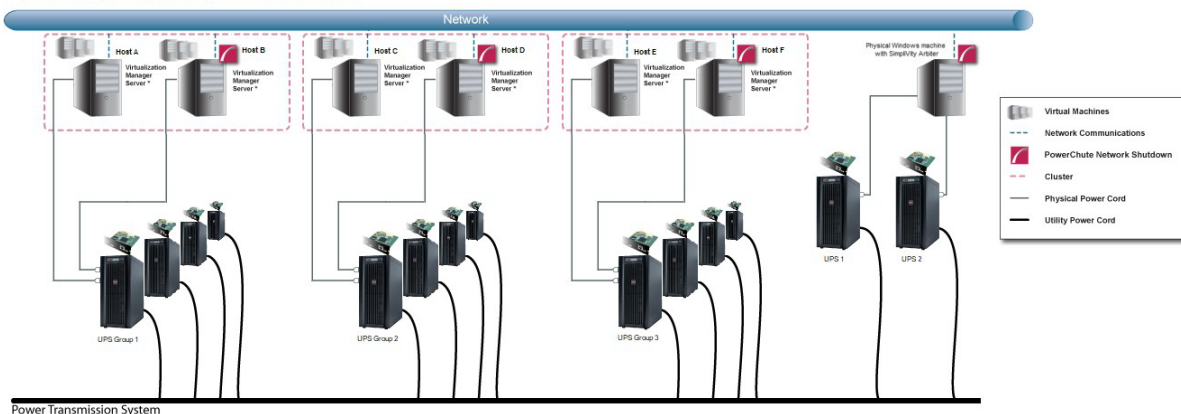 Network
Host A
Virtualization
Manager
Server *
Host B
Virtualization
Manager
Server *
Host C
Virtualization
Manager
Server *
Host D
Virtualization
Manager
Server *
Host E
Virtualization
Manager
Server *
Host F
Virtualization
Manager
Server *
Physical Windows machine
with SimpliVity Arbiter
Virtual Machines
Network Communications
PowerChute Network Shutdown
Cluster
Physical Power Cord
Utility Power Cord
UPS 1
UPS 2
UPS Group 1
UPS Group 2
UPS Group 3
Power Transmission System